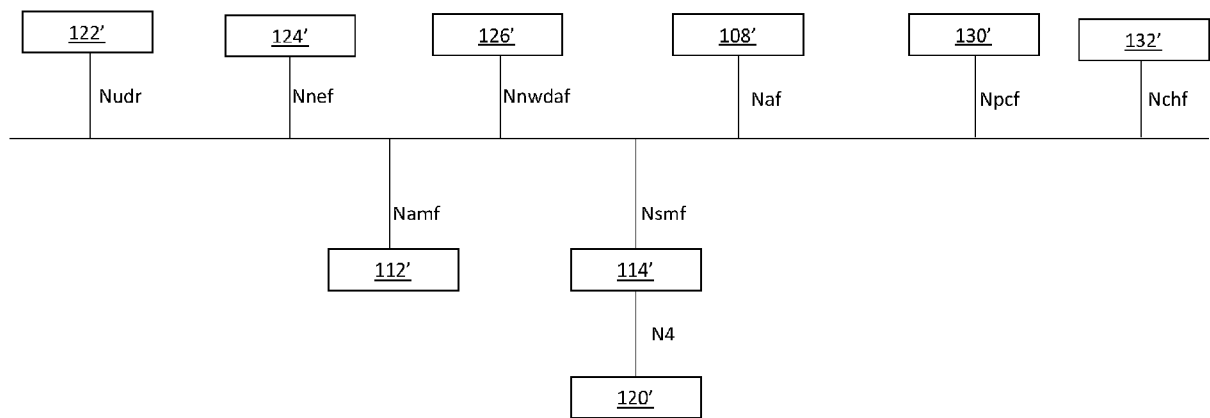 122’
124’
126’
108’
130’
132’
Nudr
Nnef
Nnwdaf
Naf
Npcf
Nchf
Namf
Nsmf
112’
114’
N4
120’